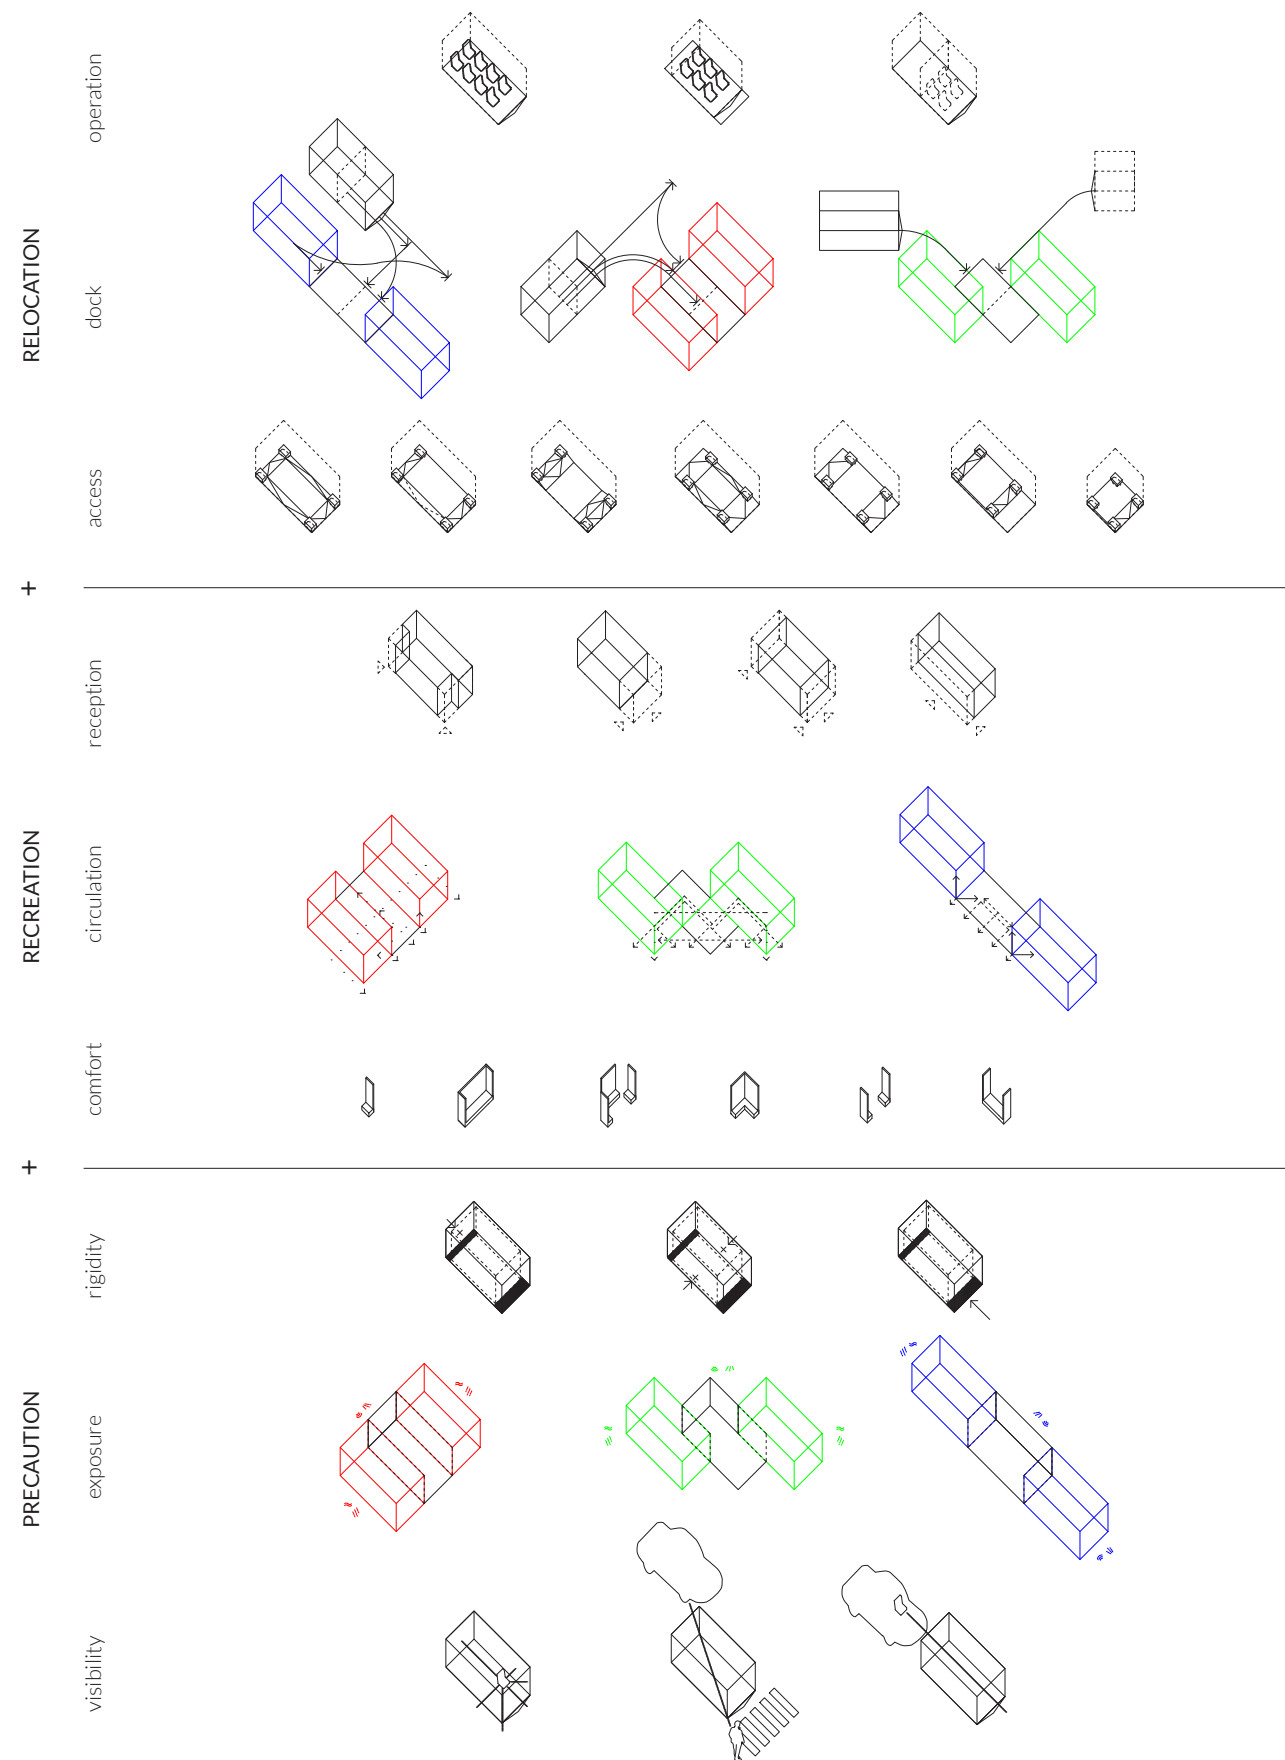 PRECAUTION
visibility
exposure
rigidity
+
RECREATION
comfort
circulation
reception
+
RELOCATION
access
dock
operation